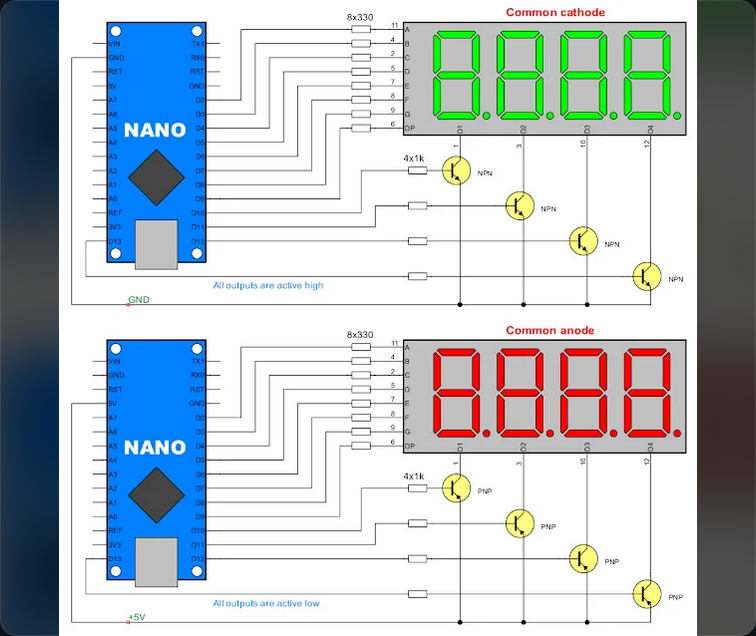 Common cathode
8x330
VIN TX1 11 A
GND RX0 4 B
RST RST 2 C
5V GND 5 D
A7 D2 7 E
A6 D3 8 F
A5 D4 9 G
A4 D5 6 DP
NANO
A3 D6 D1 D2 D3 D4
A2 D7 1 3 10 12
A1 D8 4x1k
A0 D9 NPN
REF D10 NPN
3V3 D11 NPN
D13 D12 NPN
All outputs are active high
GND
Common anode
8x330
VIN TX1 11 A
GND RX0 4 B
RST RST 2 C
5V GND 5 D
A7 D2 7 E
A6 D3 8 F
A5 D4 9 G
A4 D5 6 DP
NANO
A3 D6 D1 D2 D3 D4
A2 D7 1 3 10 12
A1 D8 4x1k
A0 D9 PNP
REF D10 PNP
3V3 D11 PNP
D13 D12 PNP
All outputs are active low
+5V